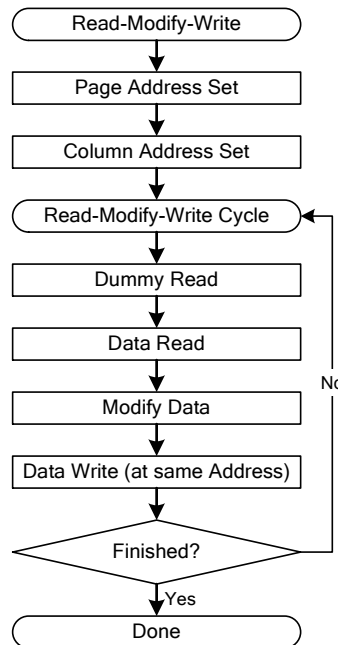 Read-Modify-Write
Page Address Set
Column Address Set
Read-Modify-Write Cycle
Dummy Read
Data Read
Modify Data
No
Data Write (at same Address)
Finished?
Yes
Done